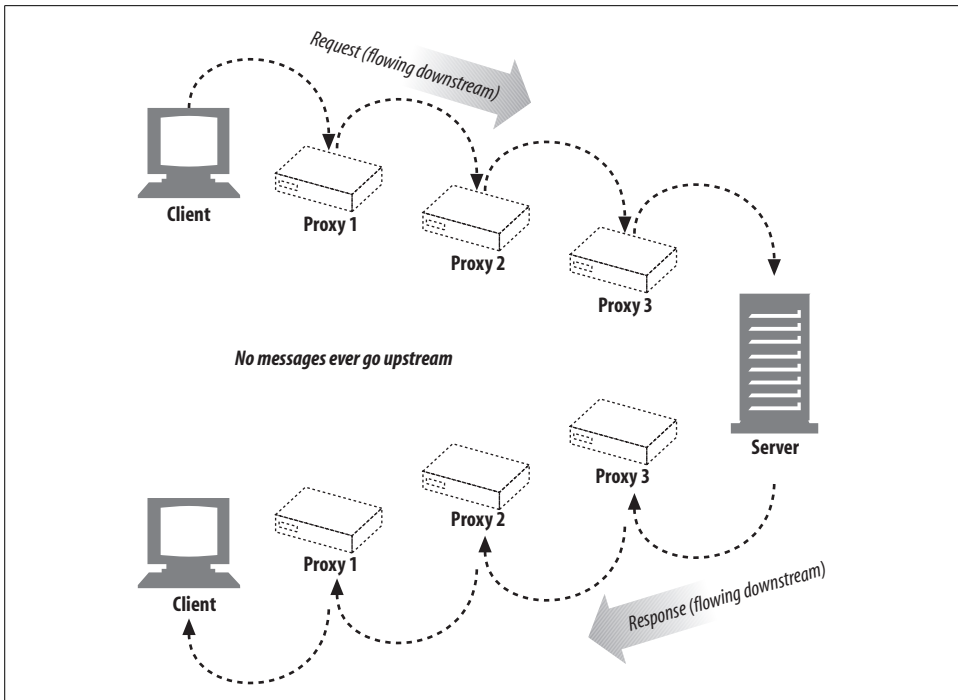 Request (flowing downstream)
Client
Proxy 1
Proxy 2
Proxy 3
No messages ever go upstream
Server
Proxy 3
Proxy 2
Proxy 1
Client
Response (flowing downstream)